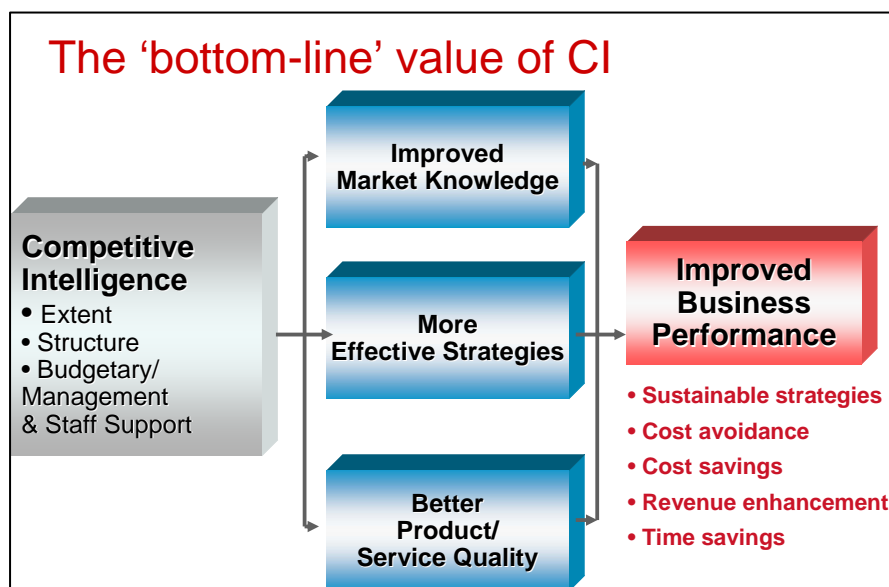 The ‘bottom-line’ value of CI
Competitive
Intelligence
• Extent
• Structure
• Budgetary/
Management
& Staff Support
Improved
Market Knowledge
More
Effective Strategies
Better
Product/
Service Quality
Improved
Business
Performance
• Sustainable strategies
• Cost avoidance
• Cost savings
• Revenue enhancement
• Time savings